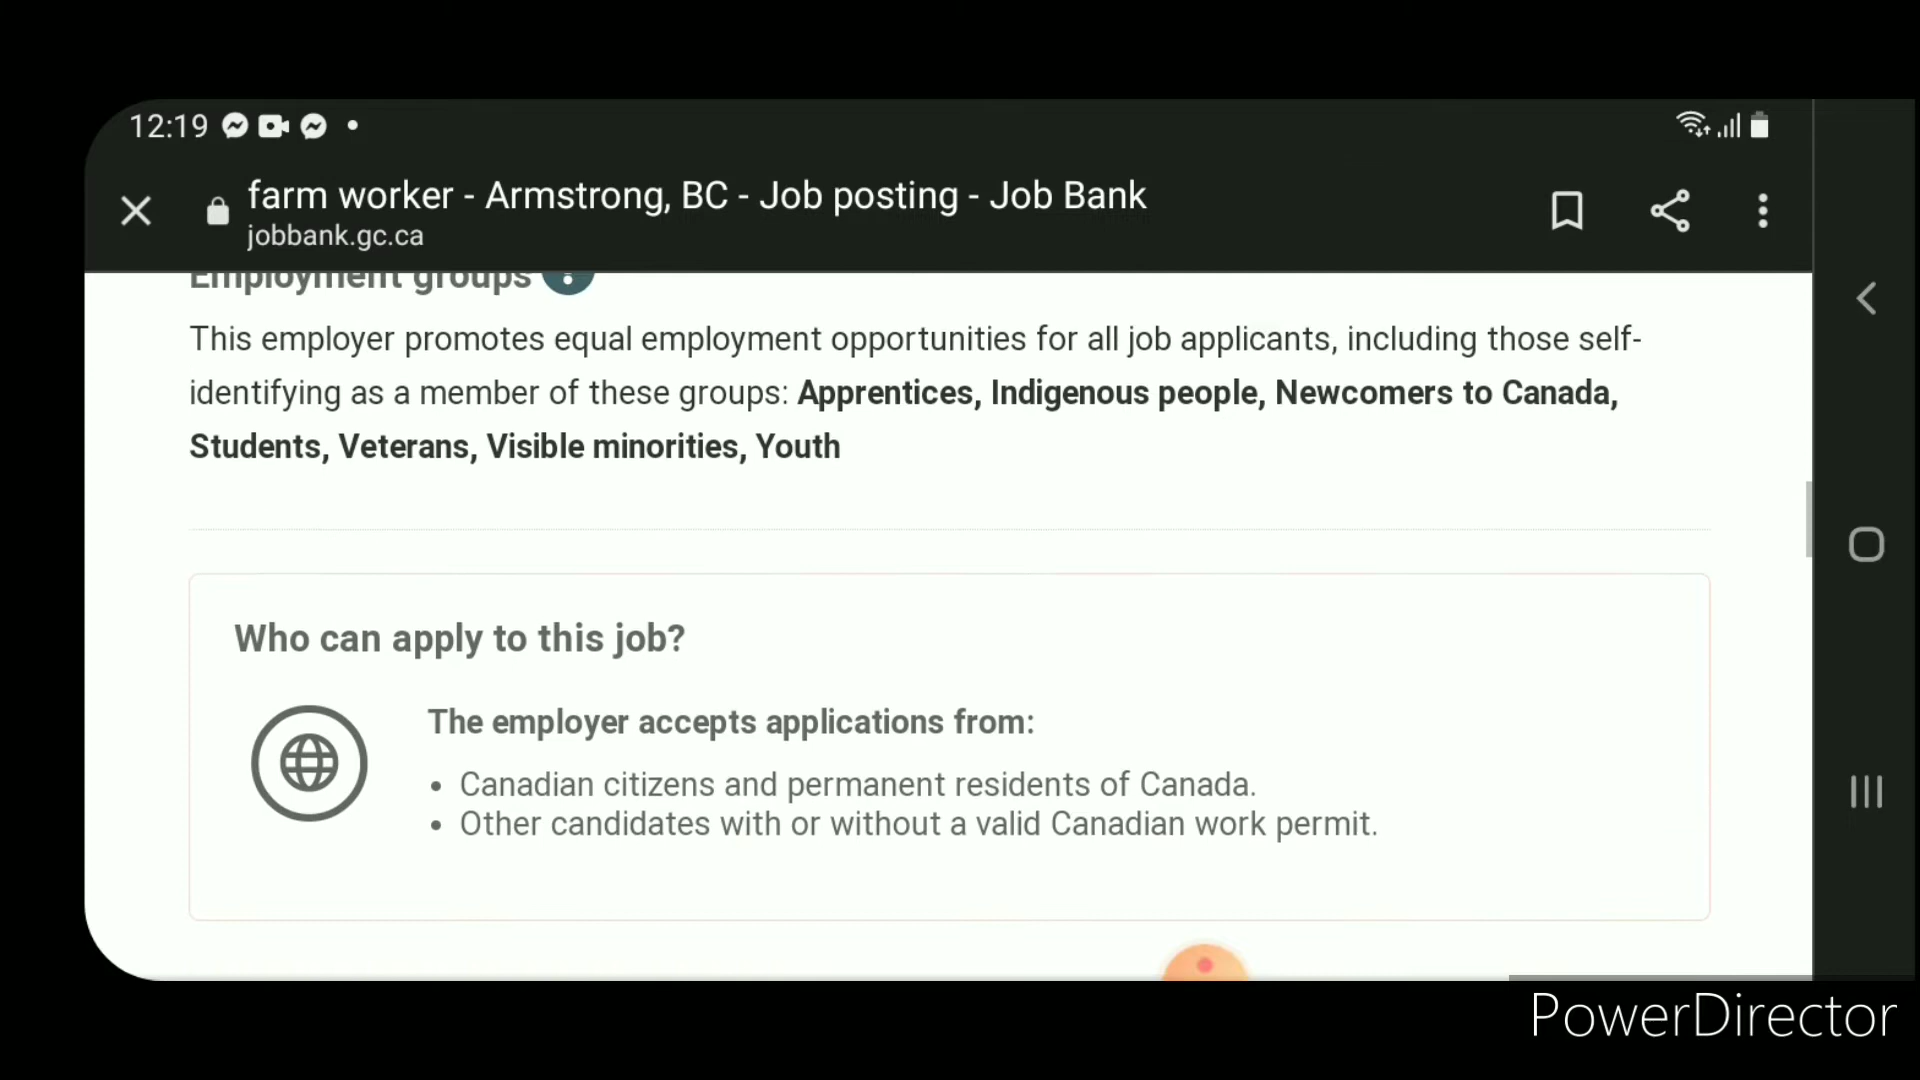 12:19
farm worker - Armstrong, BC - Job posting - Job Bank
jobbank.gc.ca
Employment groups
This employer promotes equal employment opportunities for all job applicants, including those self-
identifying as a member of these groups: Apprentices, Indigenous people, Newcomers to Canada,
Students, Veterans, Visible minorities, Youth
Who can apply to this job?
The employer accepts applications from:
• Canadian citizens and permanent residents of Canada.
• Other candidates with or without a valid Canadian work permit.
PowerDirector